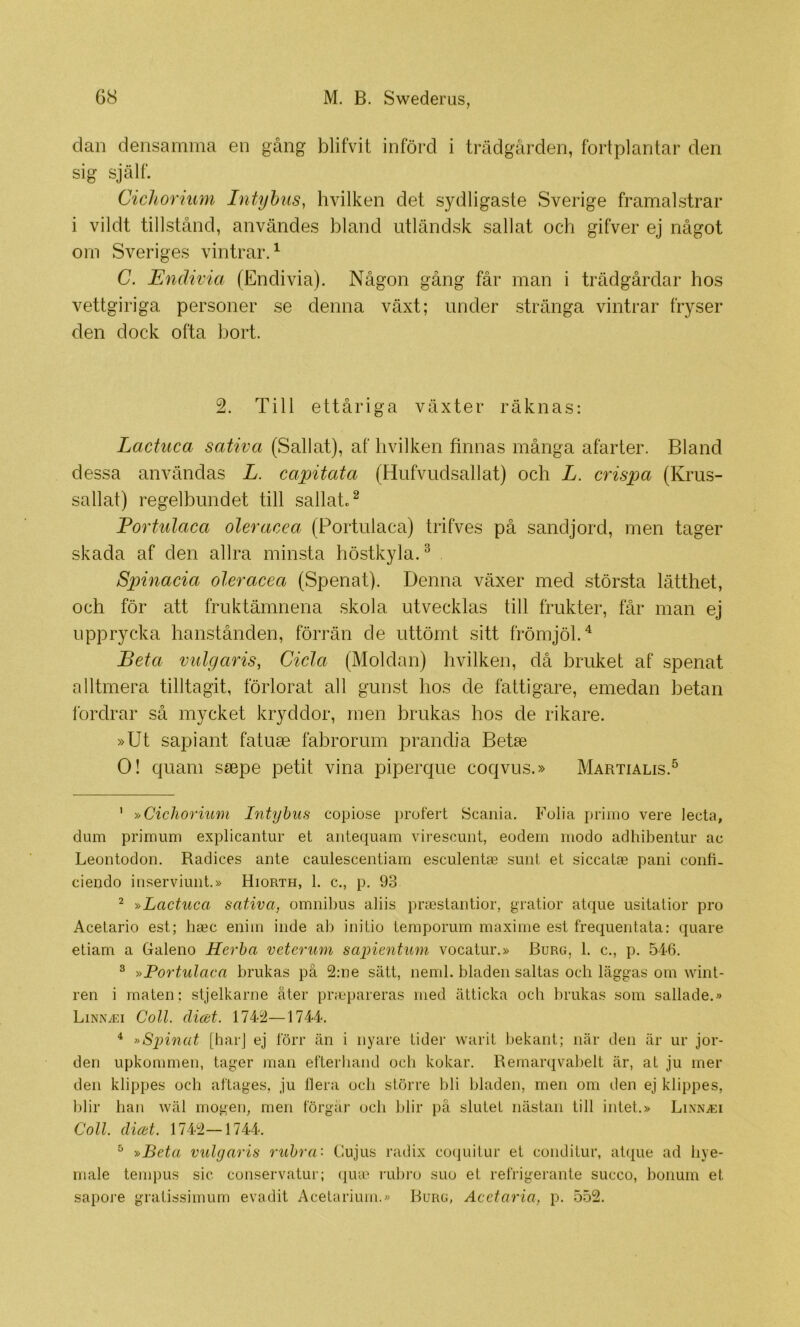 68 M. B. Swederus,
dan densamma en gång blifvit införd i trädgården, fortplantar den
sig själf.
Cichorium Intybus, hvilken det sydligaste Sverige framalstrar
i vildt tillstånd, användes bland utländsk sallat och gifver ej något
om Sveriges vintrar.¹
C. Endivia (Endivia). Någon gång får man i trädgårdar hos
vettgiriga personer se denna växt; under stränga vintrar fryser
den dock ofta bort.
2. Till ettåriga växter räknas:
Lactuca sativa (Sallat), af hvilken finnas många afarter. Bland
dessa användas L. capitata (Hufvudsallat) och L. crispa (Krus-
sallat) regelbundet till sallat.²
Portulaca oleracea (Portulaca) trifves på sandjord, men tager
skada af den allra minsta höstkyla.³
Spinacia oleracea (Spenat). Denna växer med största lätthet,
och för att fruktämnena skola utvecklas till frukter, får man ej
upprycka hanstånden, förrän de uttömt sitt frömjöl.⁴
Beta vulgaris, Cicla (Moldan) hvilken, då bruket af spenat
alltmera tilltagit, förlorat all gunst hos de fattigare, emedan betan
fordrar så mycket kryddor, men brukas hos de rikare.
»Ut sapiant fatuæ fabrorum prandia Betæ
O! quam sæpe petit vina piperque coqvus.» Martialis.⁵
¹ »Cichorium Intybus copiose profert Scania. Folia primo vere lecta,
dum primum explicantur et antequam virescunt, eodem modo adhibentur ac
Leontodon. Radices ante caulescentiam esculentæ sunt et siccatæ pani confi-
ciendo inserviunt.» Hiorth, l. c., p. 93
² »Lactuca sativa, omnibus aliis præstantior, gratior atque usitatior pro
Acetario est; hæc enim inde ab initio temporum maxime est frequentata: quare
etiam a Galeno Herba veterum sapientum vocatur.» Burg, l. c., p. 546.
³ »Portulaca brukas på 2:ne sätt, neml. bladen saltas och läggas om wint-
ren i maten; stjelkarne åter præpareras med ätticka och brukas som sallade.»
Linnæi Coll. diæt. 1742—1744.
⁴ »Spinat [har] ej förr än i nyare tider warit bekant; när den är ur jor-
den upkommen, tager man efterhand och kokar. Remarqvabelt är, at ju mer
den klippes och aftages, ju flera och större bli bladen, men om den ej klippes,
blir han wäl mogen, men förgår och blir på slutet nästan till intet.» Linnæi
Coll. diæt. 1742—1744.
⁵ »Beta vulgaris rubra: Cujus radix coquitur et conditur, atque ad hye-
male tempus sic conservatur; quæ rubro suo et refrigerante succo, bonum et
sapore gratissimum evadit Acetarium.» Burg, Acetaria, p. 552.